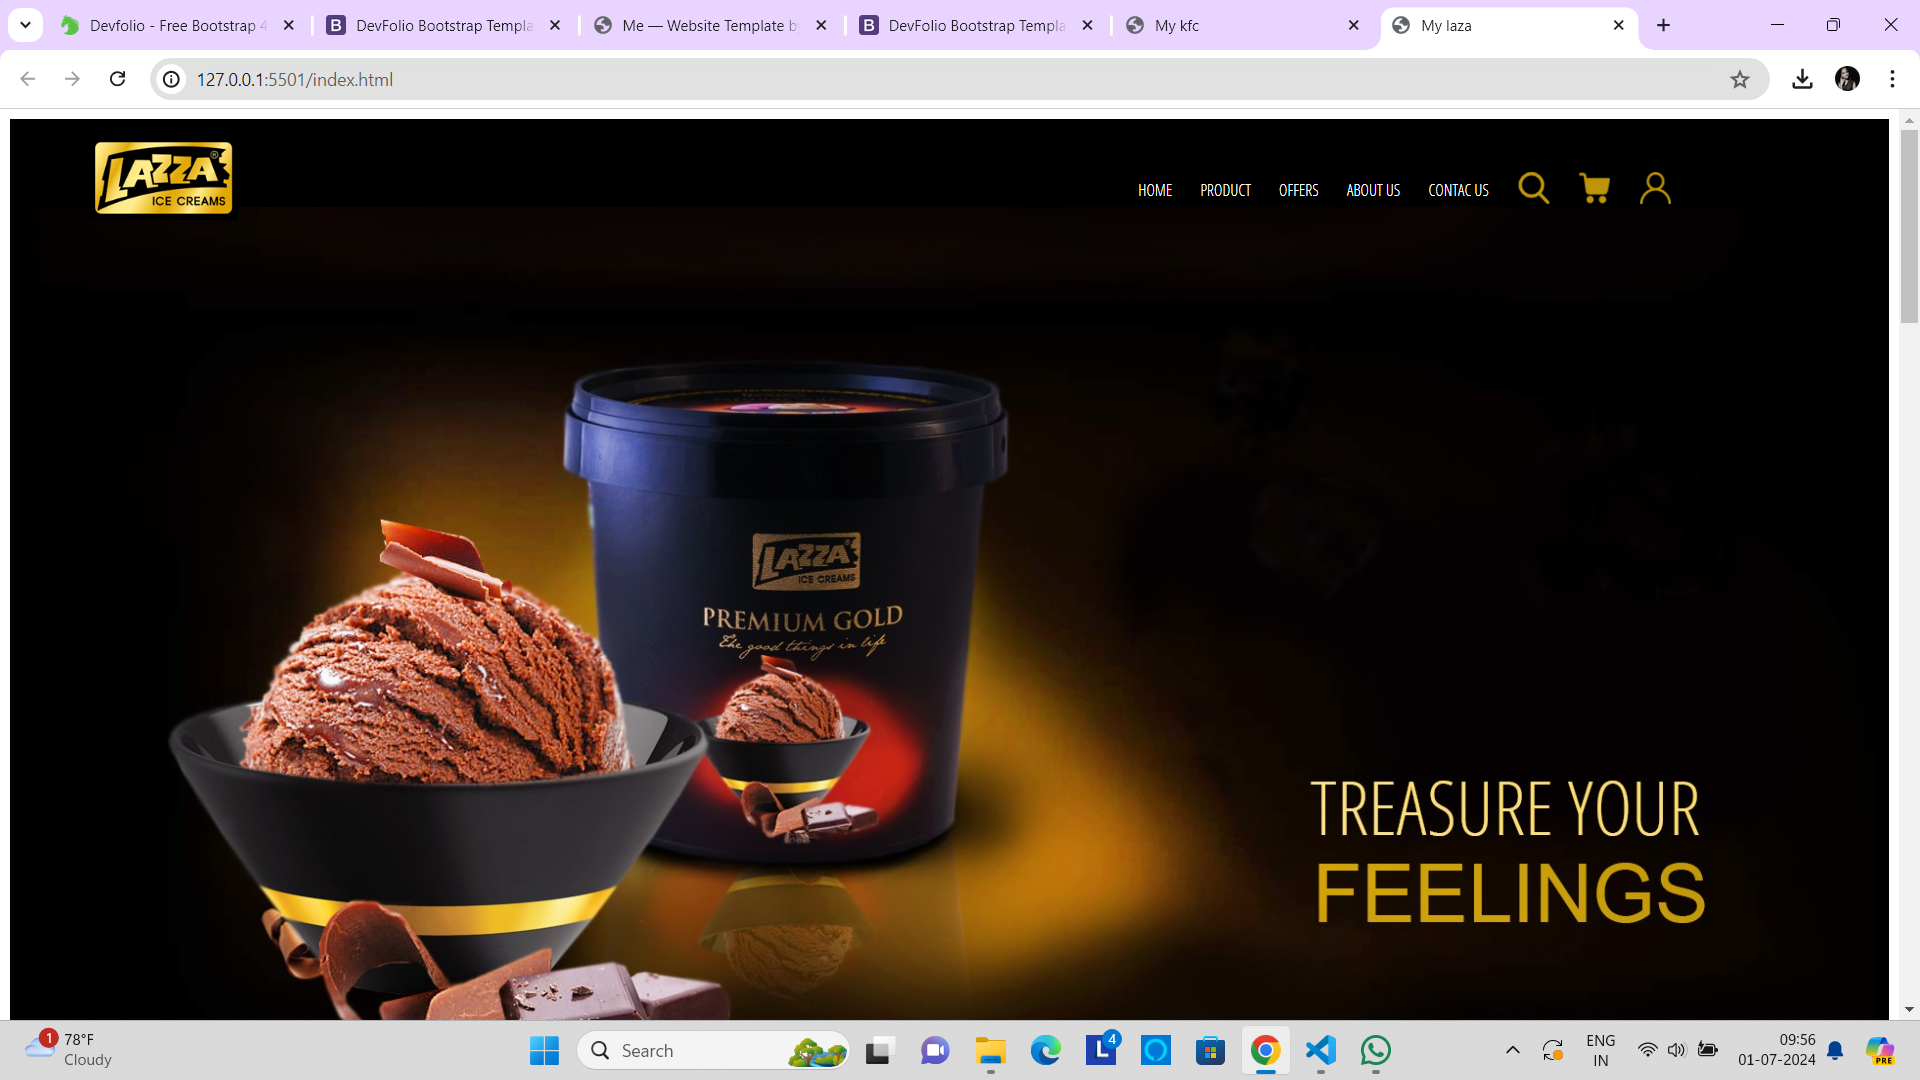 Devfolio - Free Bootstrap 4
DevFolio Bootstrap Templa
Me — Website Template by
DevFolio Bootstrap Templa
My kfc
My laza
127.0.0.1:5501/index.html
LAZZA®
ICE CREAMS
HOME
PRODUCT
OFFERS
ABOUT US
CONTAC US
LAZZA®
ICE CREAMS
PREMIUM GOLD
The good things in life
TREASURE YOUR
FEELINGS
1
78°F
Cloudy
Search
L
4
ENG
IN
09:56
01-07-2024
PRE